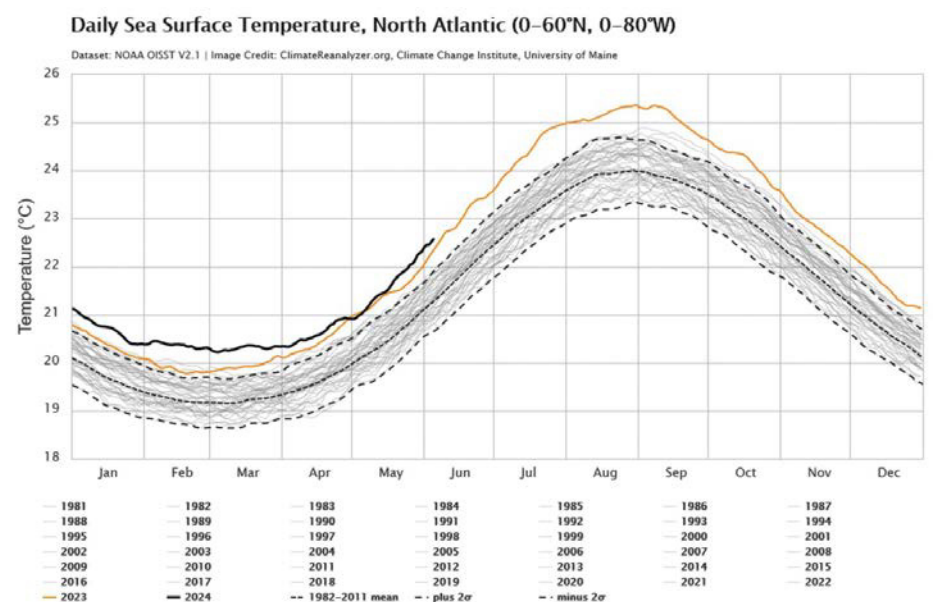 Daily Sea Surface Temperature, North Atlantic (0–60°N, 0–80°W)
Dataset: NOAA OISST V2.1 | Image Credit: ClimateReanalyzer.org, Climate Change Institute, University of Maine
Temperature (°C)
26
25
24
23
22
21
20
19
18
Jan Feb Mar Apr May Jun Jul Aug Sep Oct Nov Dec
1981 1982 1983 1984 1985 1986 1987
1988 1989 1990 1991 1992 1993 1994
1995 1996 1997 1998 1999 2000 2001
2002 2003 2004 2005 2006 2007 2008
2009 2010 2011 2012 2013 2014 2015
2016 2017 2018 2019 2020 2021 2022
2023 2024 1982–2011 mean plus 2σ minus 2σ